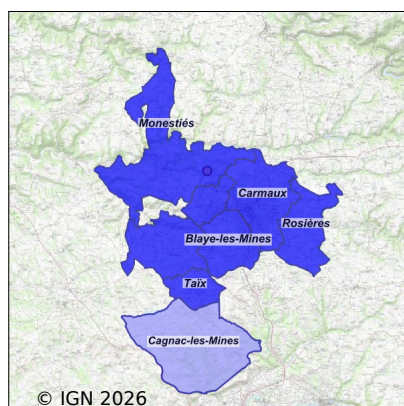 Monestiés
Carmaux
Rosières
Blaye-les-Mines
Taïx
Cagnac-les-Mines
© IGN 2026